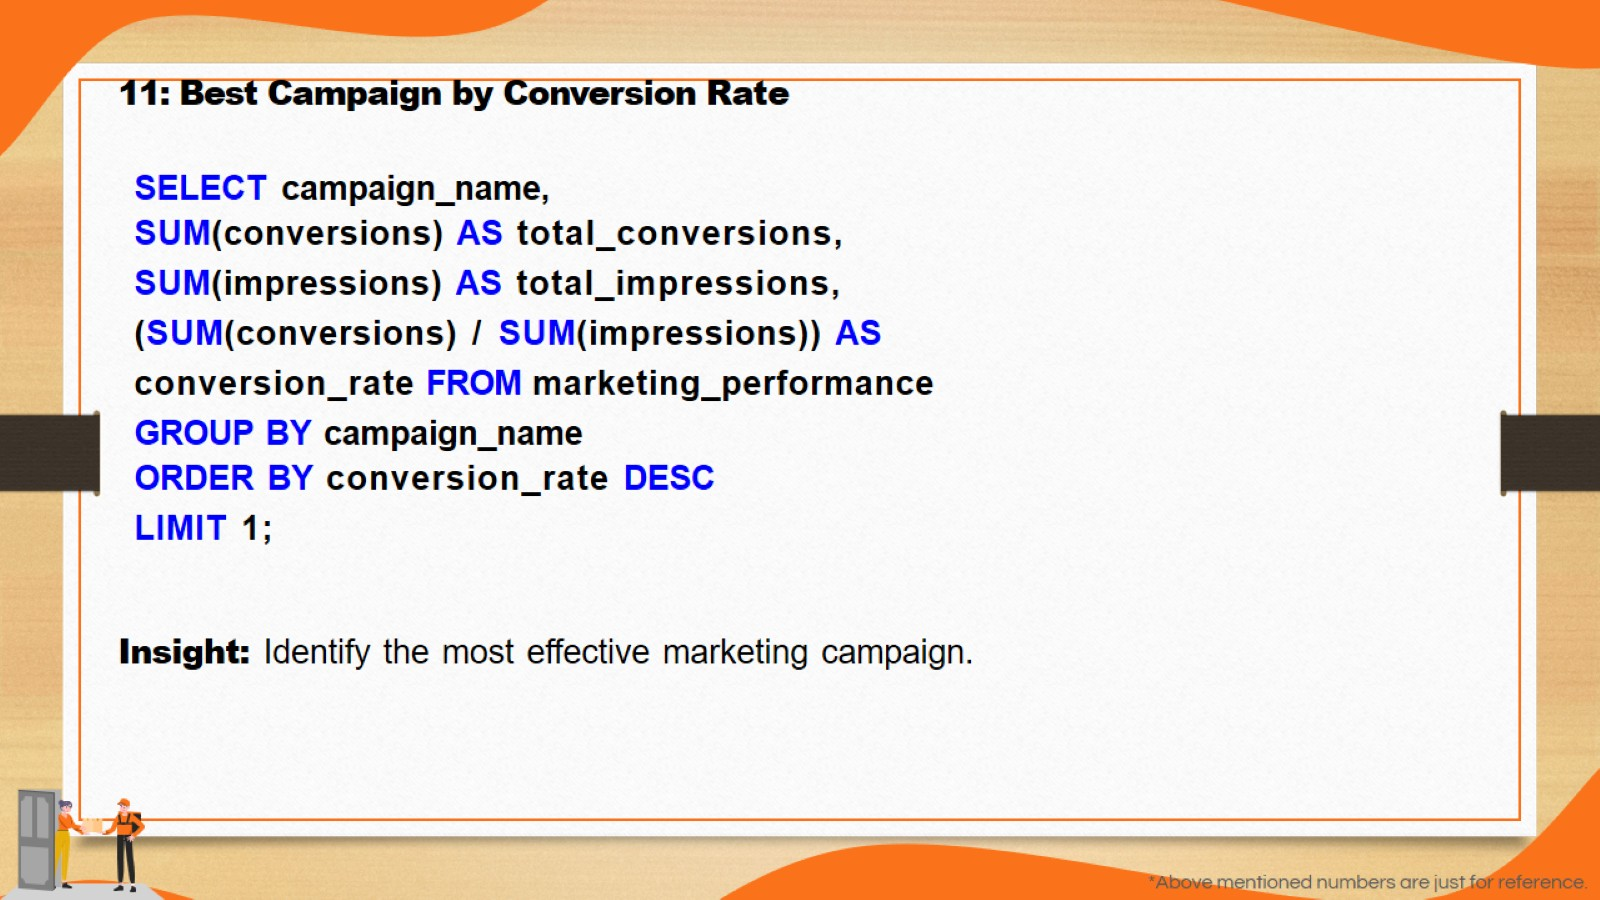 11: Best Campaign by Conversion Rate
SELECT campaign_name,
SUM(conversions) AS total_conversions,
SUM(impressions) AS total_impressions,
(SUM(conversions) / SUM(impressions)) AS
conversion_rate FROM marketing_performance
GROUP BY campaign_name
ORDER BY conversion_rate DESC
LIMIT 1;
Insight: Identify the most effective marketing campaign.
*Above mentioned numbers are just for reference.